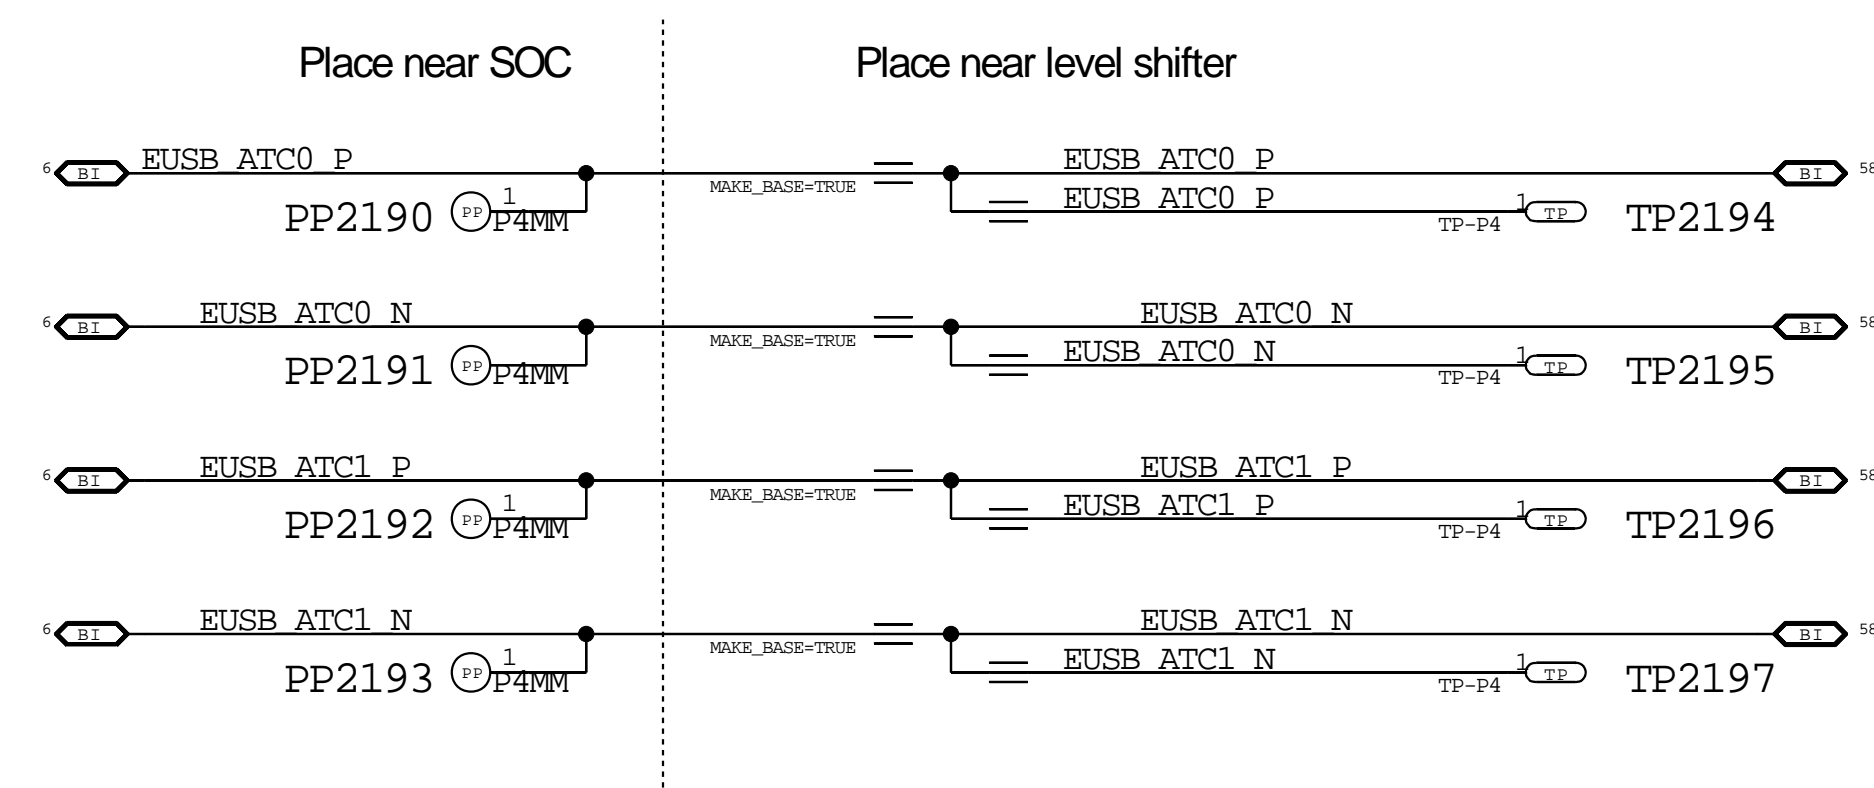 Place near SOC Place near level shifter
6 BI EUSB_ATC0_P EUSB_ATC0_P BI 58
MAKE_BASE=TRUE
1 EUSB_ATC0_P 1
PP2190 PP P4MM TP-P4 TP TP2194
6 BI EUSB_ATC0_N EUSB_ATC0_N BI 58
MAKE_BASE=TRUE
EUSB_ATC0_N 1
PP2191 PP P4MM TP-P4 TP TP2195
6 BI EUSB_ATC1_P EUSB_ATC1_P BI 58
MAKE_BASE=TRUE
1 EUSB_ATC1_P 1
PP2192 PP P4MM TP-P4 TP TP2196
6 BI EUSB_ATC1_N EUSB_ATC1_N BI 58
MAKE_BASE=TRUE
1 EUSB_ATC1_N 1
PP2193 PP P4MM TP-P4 TP TP2197